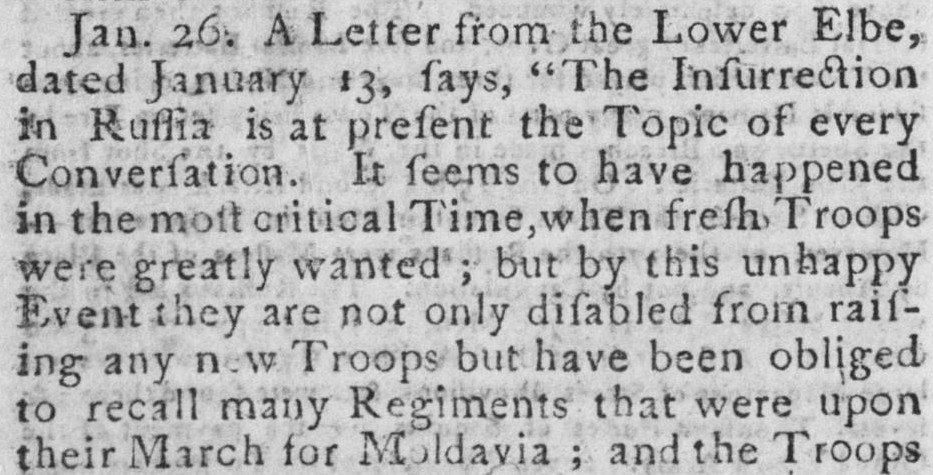 Jan. 26. A Letter from the Lower Elbe,
dated January 13, ſays, “The Inſurrection
in Ruſſia is at preſent the Topic of every
Converſation. It ſeems to have happened
in the moſt critical Time, when freſh Troops
were greatly wanted ; but by this unhappy
Event they are not only diſabled from raiſ-
ing any new Troops but have been obliged
to recall many Regiments that were upon
their March for Moldavia ; and the Troops